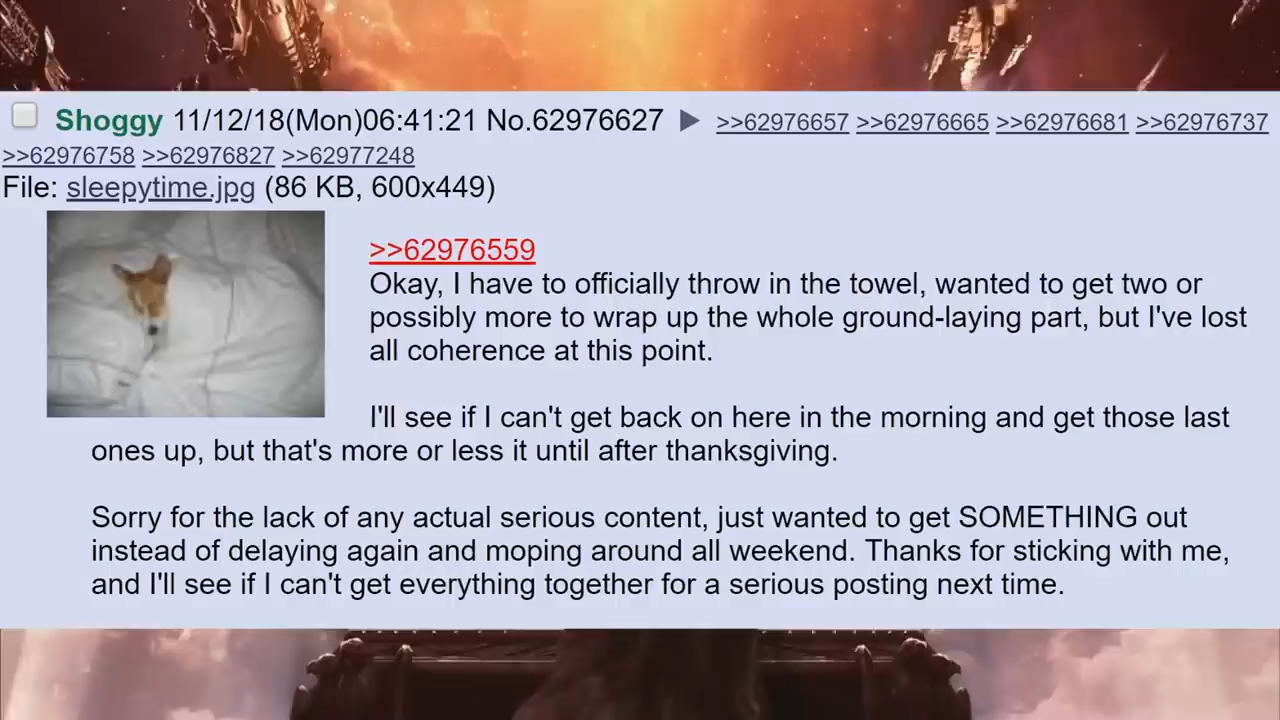 Shoggy 11/12/18(Mon)06:41:21 No.62976627 ▶ >>62976657 >>62976665 >>62976681 >>62976737
>>62976758 >>62976827 >>62977248
File: sleepytime.jpg (86 KB, 600x449)
>>62976559
Okay, I have to officially throw in the towel, wanted to get two or
possibly more to wrap up the whole ground-laying part, but I've lost
all coherence at this point.
I'll see if I can't get back on here in the morning and get those last
ones up, but that's more or less it until after thanksgiving.
Sorry for the lack of any actual serious content, just wanted to get SOMETHING out
instead of delaying again and moping around all weekend. Thanks for sticking with me,
and I'll see if I can't get everything together for a serious posting next time.